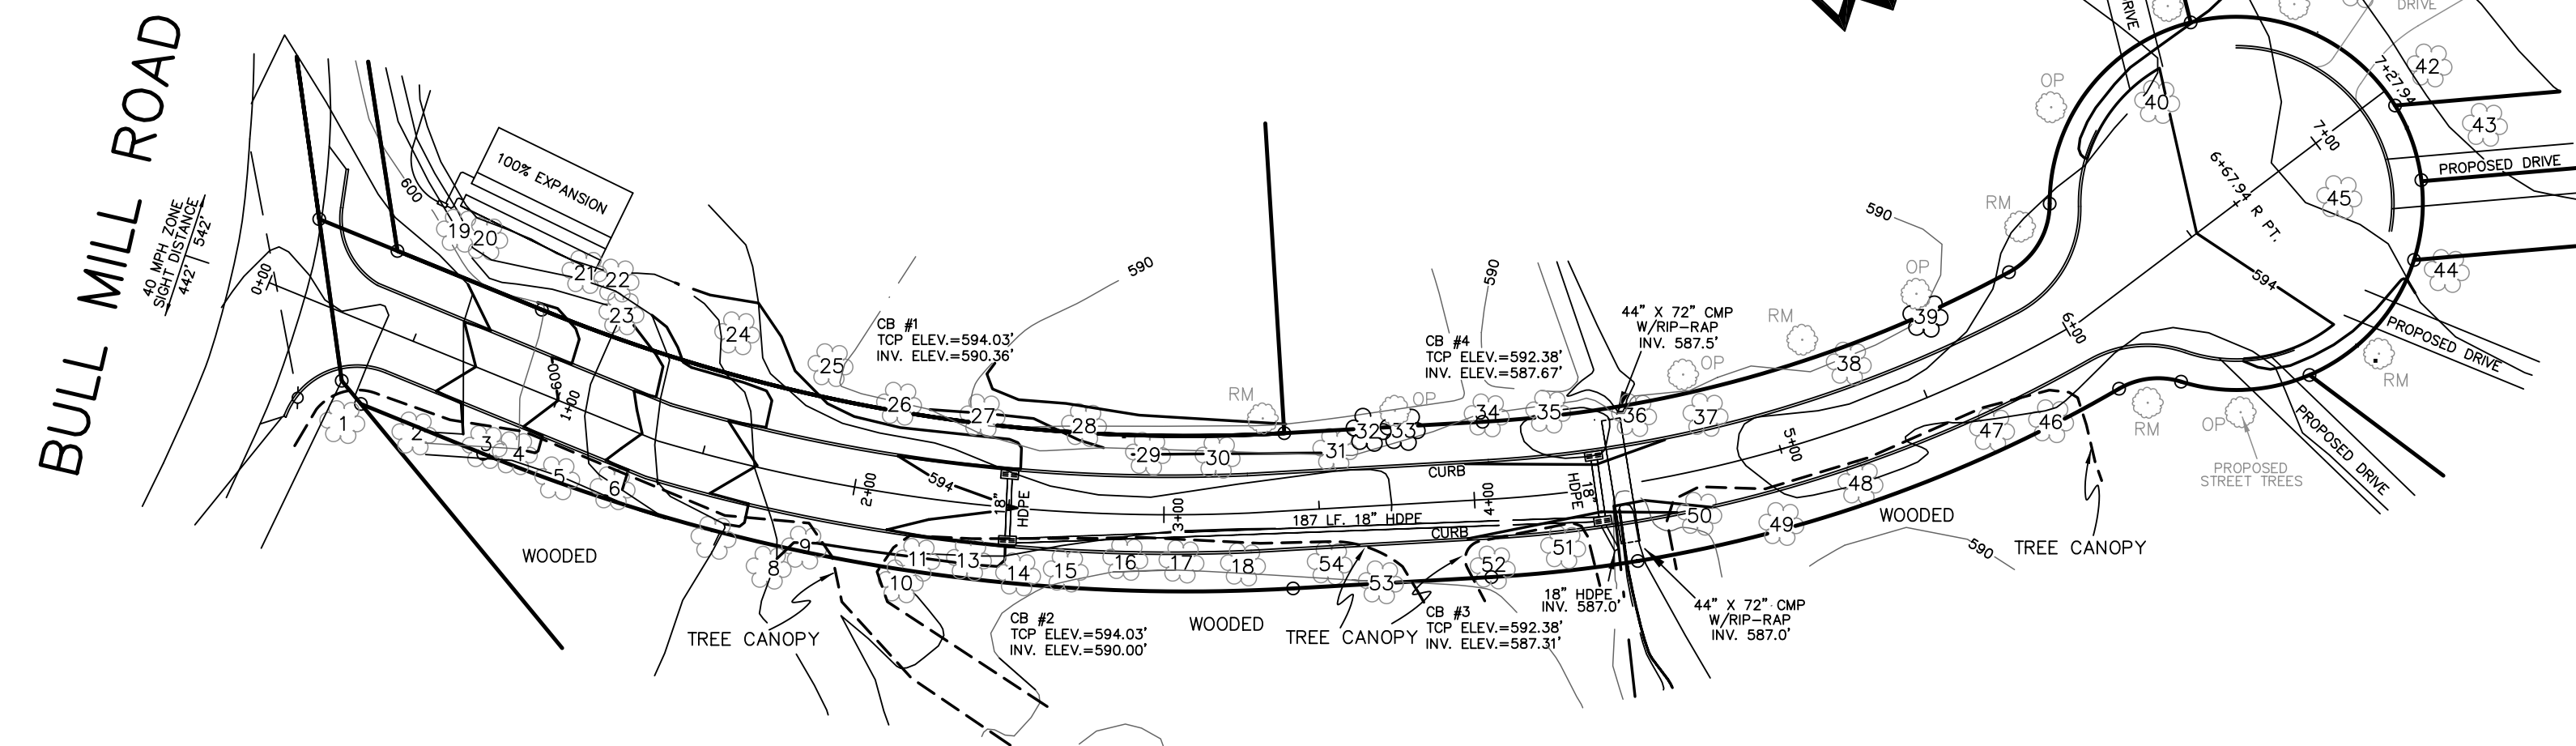 BULL MILL ROAD
40 MPH ZONE
SIGHT DISTANCE
442' 542'
0+00
600
100% EXPANSION
19
20
21
22
23
24
25
26
27
28
29
30
31
32
33
34
35
36
37
38
39
40
42
43
44
45
46
47
48
49
50
51
52
53
54
1
2
3
4
5
6
8
9
10
11
13
14
15
16
17
18
600
1+00
2+00
3+00
4+00
5+00
6+00
7+00
7+27.94
6+67.94 R PT.
594
CB #1
TCP ELEV.=594.03'
INV. ELEV.=590.36'
590
590
CB #4
TCP ELEV.=592.38'
INV. ELEV.=587.67'
44" X 72" CMP
W/RIP-RAP
INV. 587.5'
590
RM
OP
RM
OP
OP
RM
OP
RM
DRIVE
PROPOSED DRIVE
PROPOSED DRIVE
PROPOSED DRIVE
594
18"
HDPE
CURB
187 LF. 18" HDPE
CURB
18"
HDPE
RM
OP
RM
PROPOSED
STREET TREES
WOODED
TREE CANOPY
CB #2
TCP ELEV.=594.03'
INV. ELEV.=590.00'
WOODED
TREE CANOPY
CB #3
TCP ELEV.=592.38'
INV. ELEV.=587.31'
18" HDPE
INV. 587.0'
44" X 72" CMP
W/RIP-RAP
INV. 587.0'
WOODED
590
TREE CANOPY